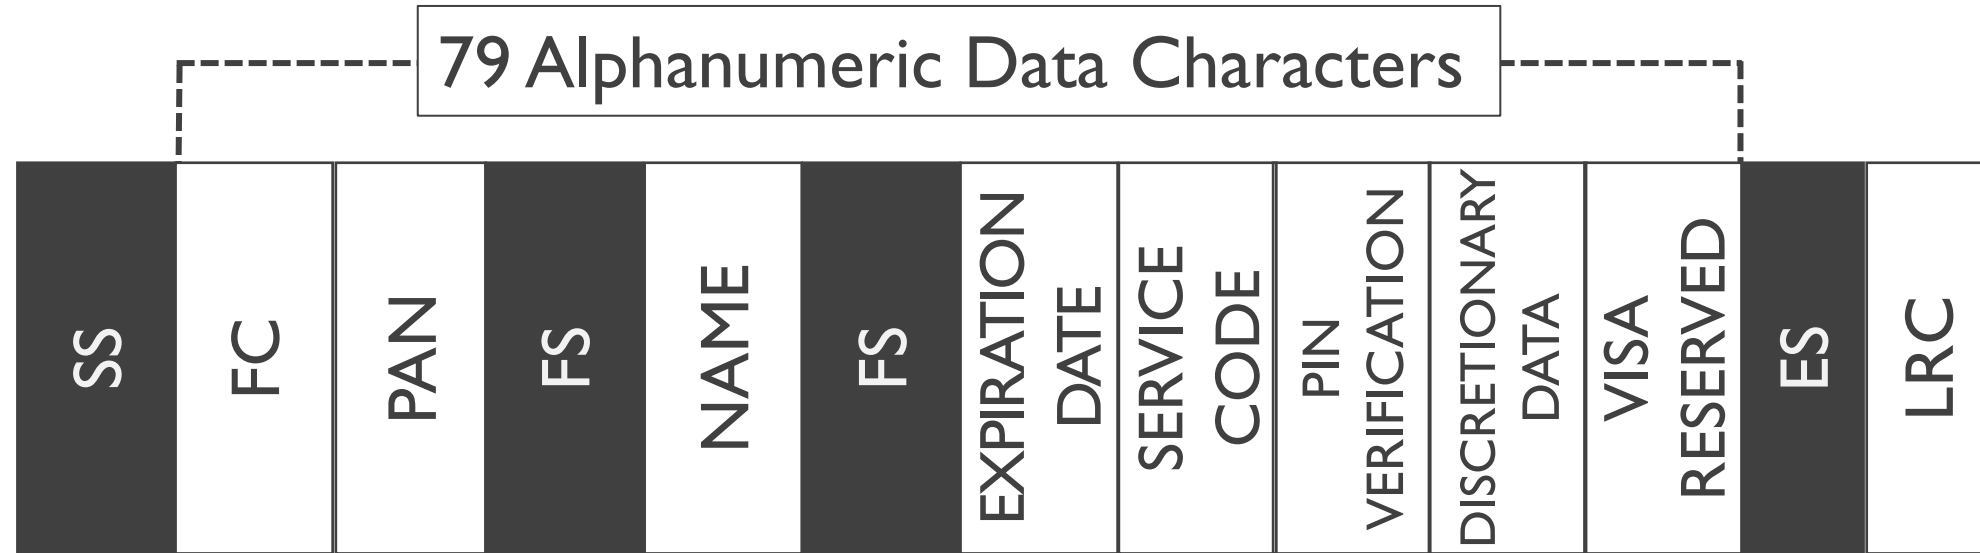 79 Alphanumeric Data Characters
SS
FC
PAN
FS
NAME
FS
EXPIRATION
DATE
SERVICE
CODE
PIN
VERIFICATION
DISCRETIONARY
DATA
VISA
RESERVED
ES
LRC